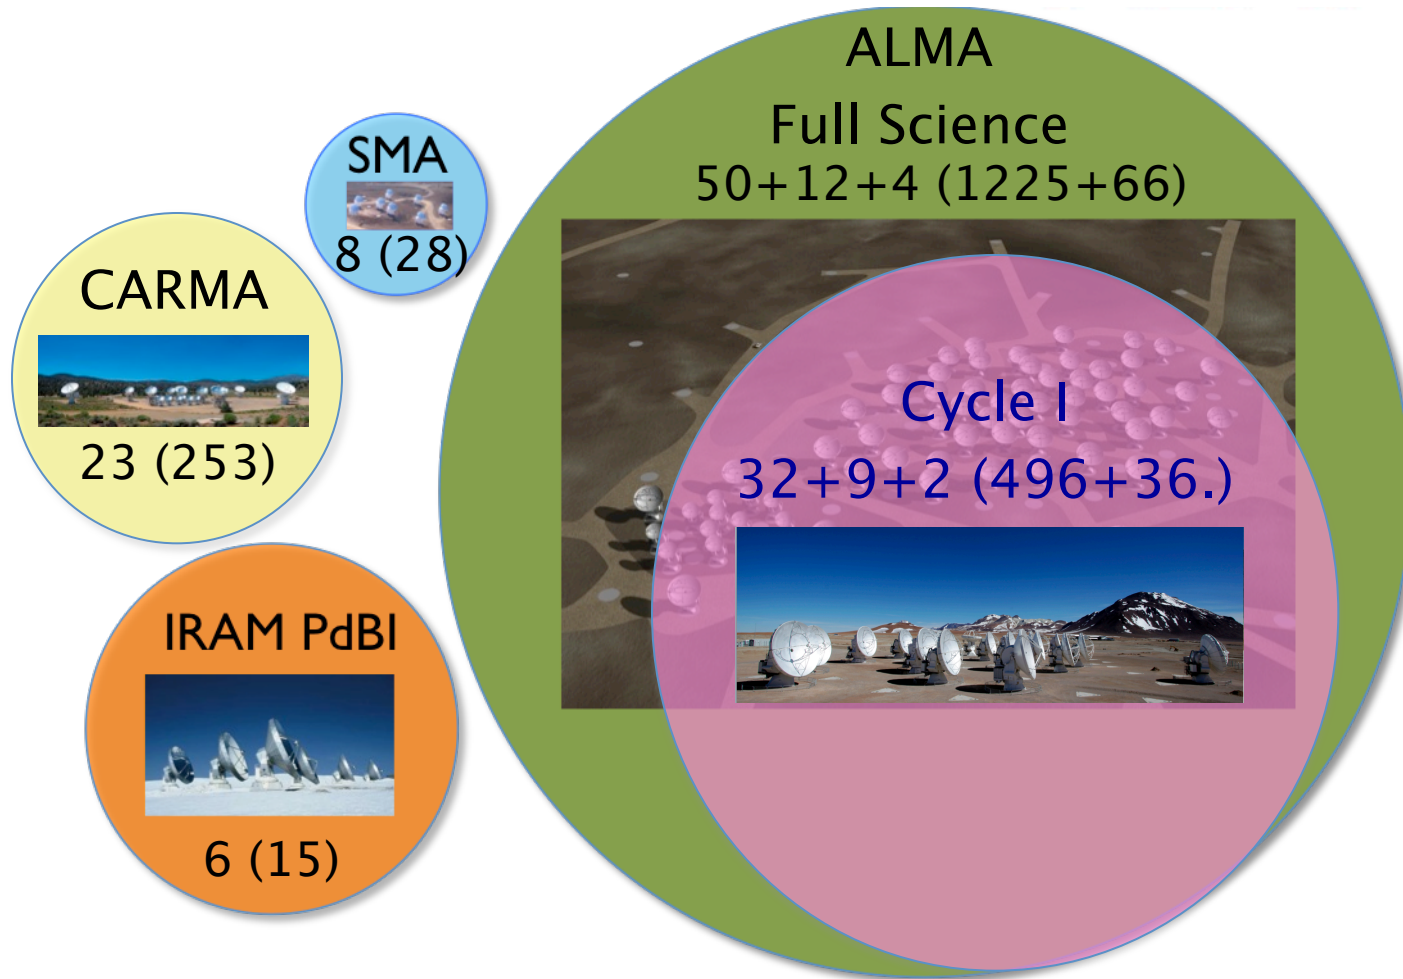 ALMA
Full Science
50+12+4 (1225+66)
SMA
8 (28)
CARMA
23 (253)
Cycle I
32+9+2 (496+36.)
IRAM PdBI
6 (15)